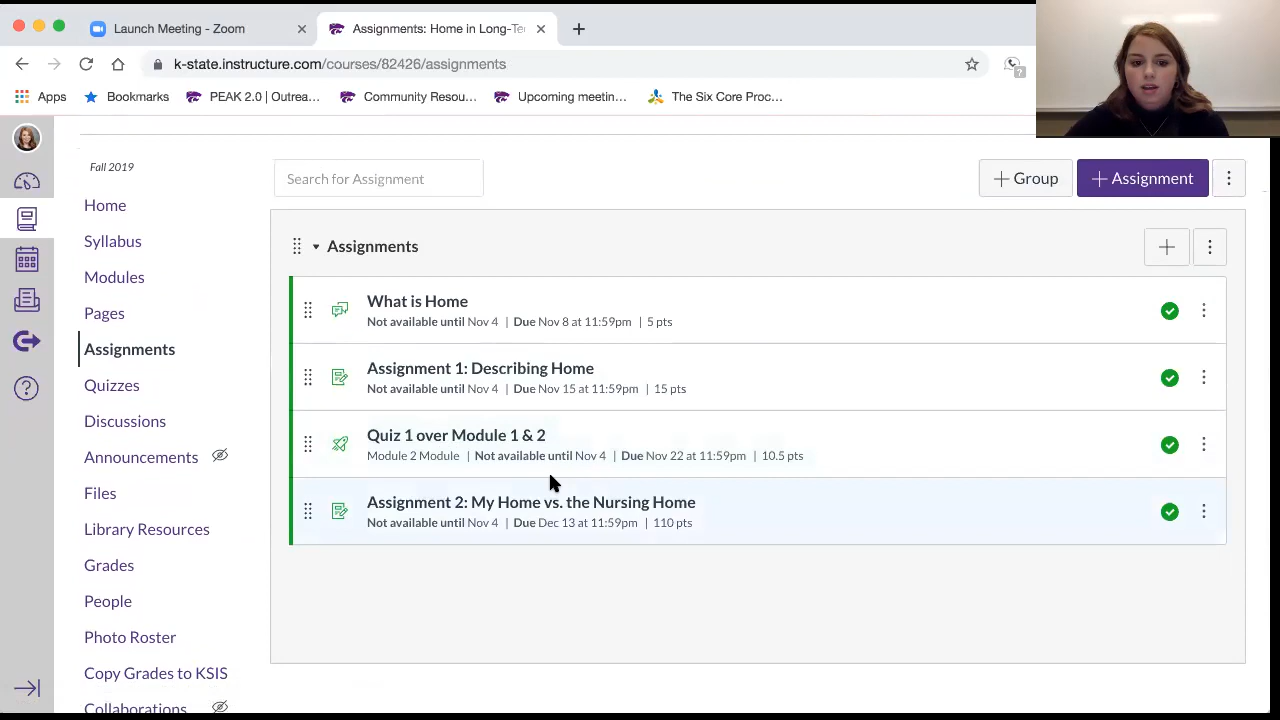 Launch Meeting - Zoom
Assignments: Home in Long-Te
k-state.instructure.com/courses/82426/assignments
Apps
Bookmarks
PEAK 2.0 | Outrea...
Community Resou...
Upcoming meetin...
The Six Core Proc...
Fall 2019
Home
Syllabus
Modules
Pages
Assignments
Quizzes
Discussions
Announcements
Files
Library Resources
Grades
People
Photo Roster
Copy Grades to KSIS
Collaborations
Search for Assignment
+ Group
+ Assignment
Assignments
What is Home
Not available until Nov 4 | Due Nov 8 at 11:59pm | 5 pts
Assignment 1: Describing Home
Not available until Nov 4 | Due Nov 15 at 11:59pm | 15 pts
Quiz 1 over Module 1 & 2
Module 2 Module | Not available until Nov 4 | Due Nov 22 at 11:59pm | 10.5 pts
Assignment 2: My Home vs. the Nursing Home
Not available until Nov 4 | Due Dec 13 at 11:59pm | 110 pts